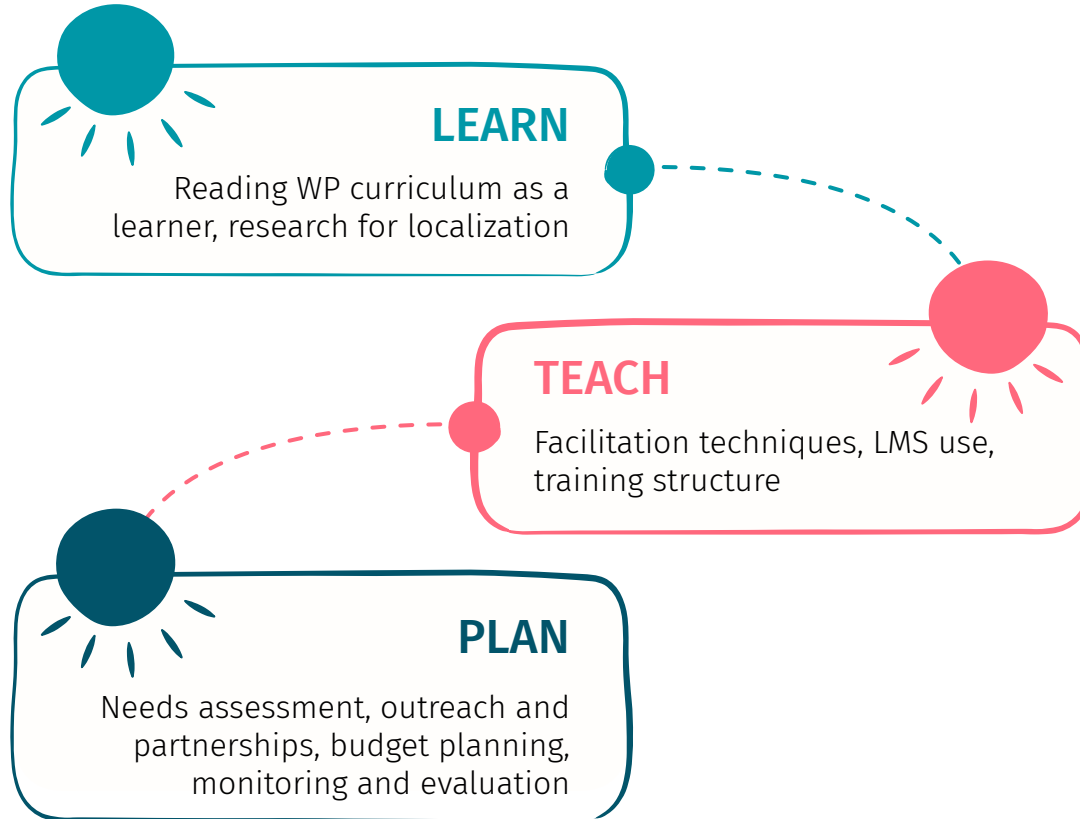 LEARN
Reading WP curriculum as a
learner, research for localization
TEACH
Facilitation techniques, LMS use,
training structure
PLAN
Needs assessment, outreach and
partnerships, budget planning,
monitoring and evaluation